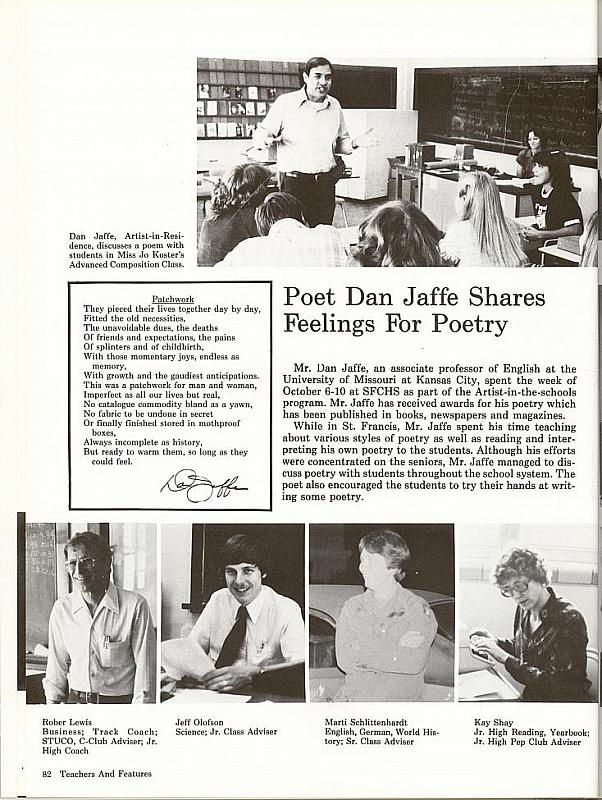 Dan Jaffe, Artist-in-Resi-
dence, discusses a poem with
students in Miss Jo Koster's
Advanced Composition Class.
Patchwork
They pieced their lives together day by day,
Fitted the old necessities,
The unavoidable dues, the deaths
Of friends and expectations, the pains
Of splinters and of childbirth,
With those momentary joys, endless as
memory,
With growth and the gaudiest anticipations.
This was a patchwork for man and woman,
Imperfect as all our lives but real,
No catalogue commodity bland as a yawn,
No fabric to be undone in secret
Or finally finished stored in mothproof
boxes,
Always incomplete as history,
But ready to warm them, so long as they
could feel.
Dan Jaffe
Poet Dan Jaffe Shares
Feelings For Poetry
Mr. Dan Jaffe, an associate professor of English at the
University of Missouri at Kansas City, spent the week of
October 6-10 at SFCHS as part of the Artist-in-the-schools
program. Mr. Jaffe has received awards for his poetry which
has been published in books, newspapers and magazines.
While in St. Francis, Mr. Jaffe spent his time teaching
about various styles of poetry as well as reading and inter-
preting his own poetry to the students. Although his efforts
were concentrated on the seniors, Mr. Jaffe managed to dis-
cuss poetry with students throughout the school system. The
poet also encouraged the students to try their hands at writ-
ing some poetry.
Rober Lewis
Business; Track Coach;
STUCO, C-Club Adviser; Jr.
High Coach
Jeff Olofson
Science; Jr. Class Adviser
Marti Schlittenhardt
English, German, World His-
tory; Sr. Class Adviser
Kay Shay
Jr. High Reading, Yearbook;
Jr. High Pep Club Adviser
82 Teachers And Features